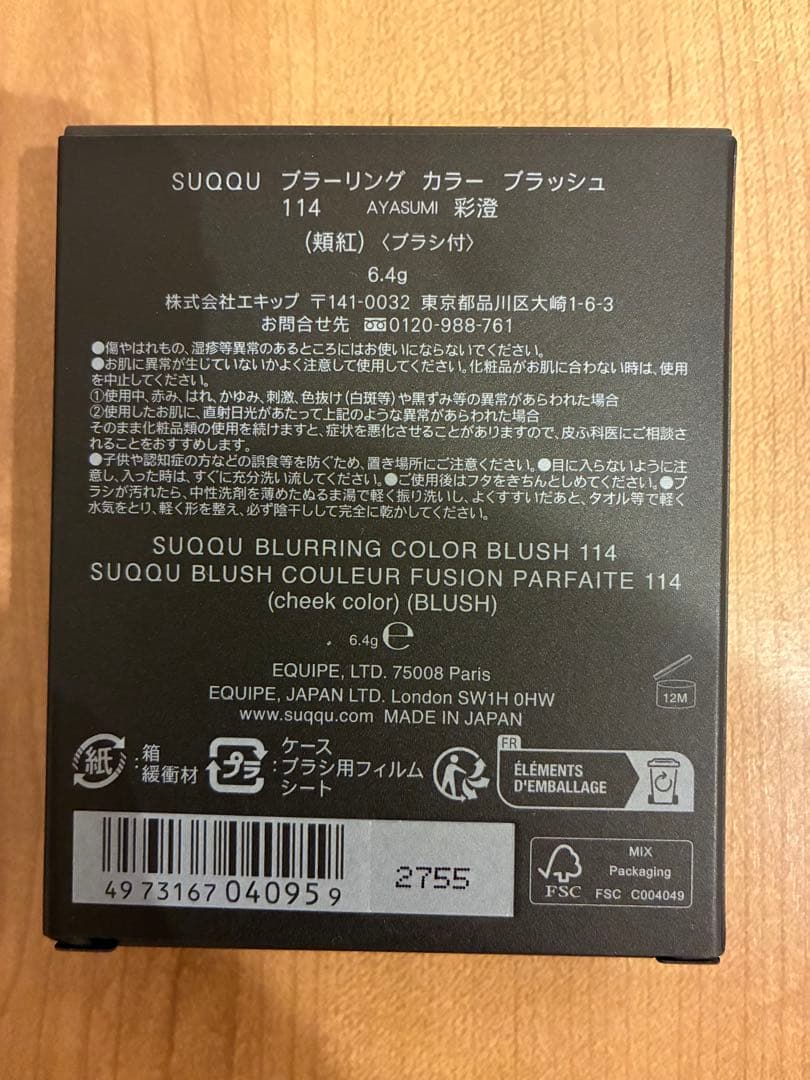 SUQQU ブラーリング カラー ブラッシュ
114 AYASUMI 彩澄
(頬紅)〈ブラシ付〉
6.4g
株式会社エキップ 〒141-0032 東京都品川区大崎1-6-3
お問合せ先 0120-988-761
●傷やはれもの、湿疹等異常のあるところにはお使いにならないでください。
●お肌に異常が生じていないかよく注意して使用してください。化粧品がお肌に合わない時は、使用
を中止してください。
①使用中、赤み、はれ、かゆみ、刺激、色抜け(白斑等)や黒ずみ等の異常があらわれた場合
②使用したお肌に、直射日光があたって上記のような異常があらわれた場合
そのまま化粧品類の使用を続けますと、症状を悪化させることがありますので、皮ふ科医にご相談さ
れることをおすすめします。
●子供や認知症の方などの誤食等を防ぐため、置き場所にご注意ください。●目に入らないように注
意し、入った時は、すぐに充分洗い流してください。●ご使用後はフタをきちんとしめてください。●ブ
ラシが汚れたら、中性洗剤を薄めたぬるま湯で軽く振り洗いし、よくすすいだあと、タオル等で軽く
水気をとり、軽く形を整え、必ず陰干しして完全に乾かしてください。
SUQQU BLURRING COLOR BLUSH 114
SUQQU BLUSH COULEUR FUSION PARFAITE 114
(cheek color) (BLUSH)
6.4g ℮
EQUIPE, LTD. 75008 Paris
EQUIPE, JAPAN LTD. London SW1H 0HW
www.suqqu.com MADE IN JAPAN
12M
紙 : 箱
緩衝材
プラ : ケース
ブラシ用フィルム
シート
FR
ÉLÉMENTS
D'EMBALLAGE
4973167040959
2755
FSC
MIX
Packaging
FSC C004049